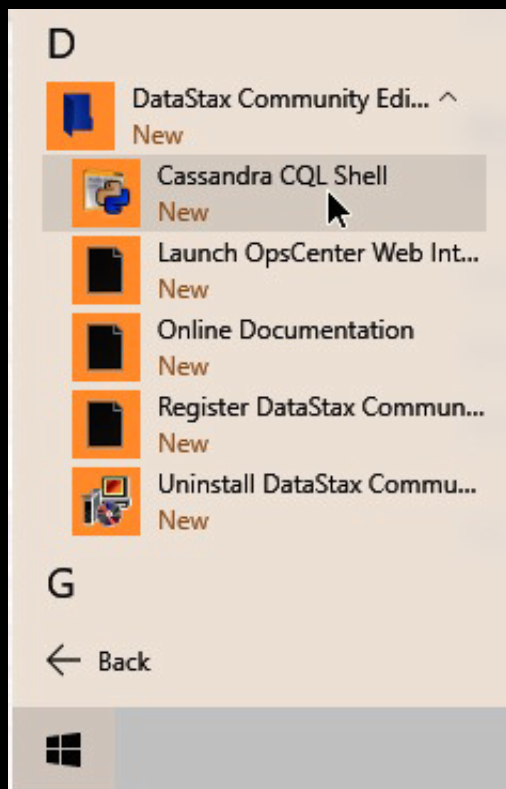 D
DataStax Community Edi...
New
Cassandra CQL Shell
New
Launch OpsCenter Web Int...
New
Online Documentation
New
Register DataStax Commun...
New
Uninstall DataStax Commu...
New
G
Back